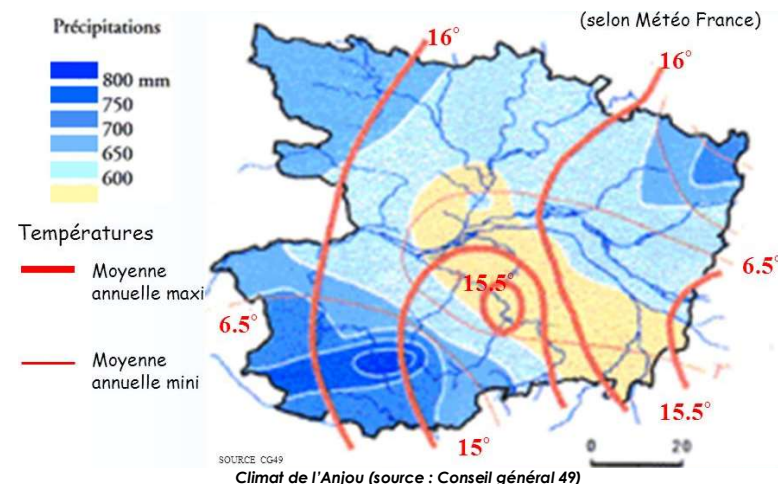 Précipitations
800 mm
750
700
650
600
Températures
Moyenne
annuelle maxi
Moyenne
annuelle mini
(selon Météo France)
16°
16°
15.5°
6.5°
6.5°
15.5°
15°
0
20
SOURCE CG49
Climat de l'Anjou (source : Conseil général 49)